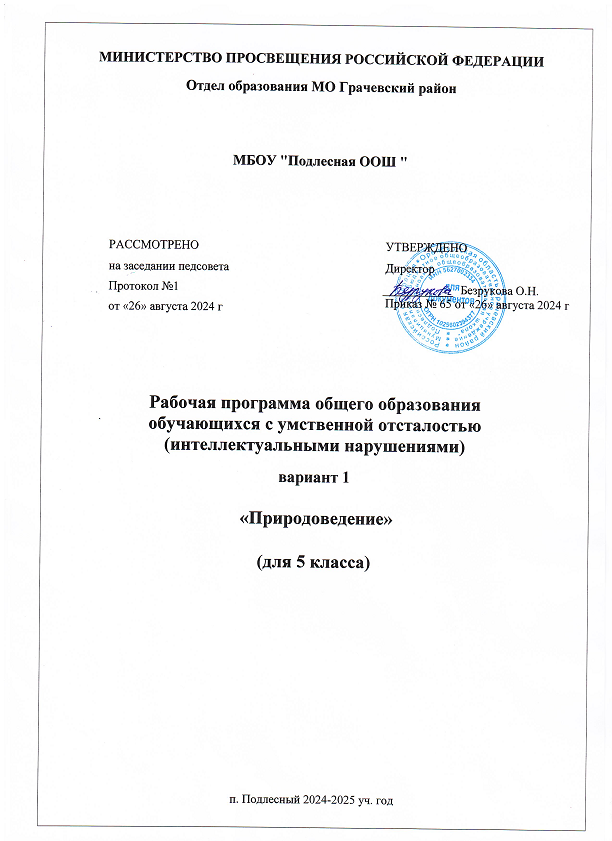 МИНИСТЕРСТВО ПРОСВЕЩЕНИЯ РОССИЙСКОЙ ФЕДЕРАЦИИ
Отдел образования МО Грачевский район
МБОУ "Подлесная ООШ "
РАССМОТРЕНО
на заседании педсовета
Протокол №1
от «26» августа 2024 г
УТВЕРЖДЕНО
Директор
Безрукова О.Н.
Приказ № 65 от «26» августа 2024 г
Рабочая программа общего образования
обучающихся с умственной отсталостью
(интеллектуальными нарушениями)
вариант 1
«Природоведение»
(для 5 класса)
п. Подлесный 2024-2025 уч. год